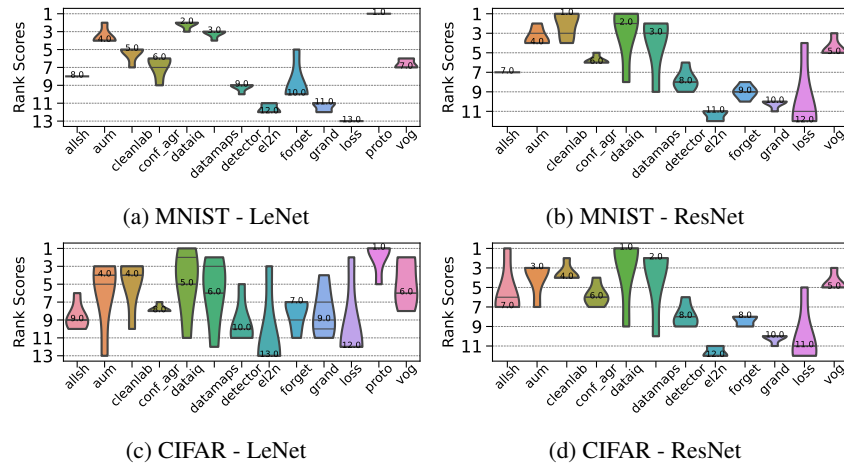 Rank Scores
1
3
5
7
9
11
13
8.0
4.0
5.0
6.0
2.0
3.0
9.0
12.0
10.0
11.0
13.0
1.0
7.0
allsh
aum
cleanlab
conf_agr
dataiq
datamaps
detector
el2n
forget
grand
loss
proto
vog
(a) MNIST - LeNet
Rank Scores
1
3
5
7
9
11
7.0
4.0
1.0
6.0
2.0
3.0
8.0
11.0
9.0
10.0
12.0
5.0
allsh
aum
cleanlab
conf_agr
dataiq
datamaps
detector
el2n
forget
grand
loss
vog
(b) MNIST - ResNet
Rank Scores
1
3
5
7
9
11
13
9.0
4.0
4.0
8.0
5.0
6.0
10.0
13.0
7.0
9.0
12.0
1.0
6.0
allsh
aum
cleanlab
conf_agr
dataiq
datamaps
detector
el2n
forget
grand
loss
proto
vog
(c) CIFAR - LeNet
Rank Scores
1
3
5
7
9
11
7.0
3.0
4.0
6.0
1.0
2.0
8.0
12.0
8.0
10.0
11.0
5.0
allsh
aum
cleanlab
conf_agr
dataiq
datamaps
detector
el2n
forget
grand
loss
vog
(d) CIFAR - ResNet